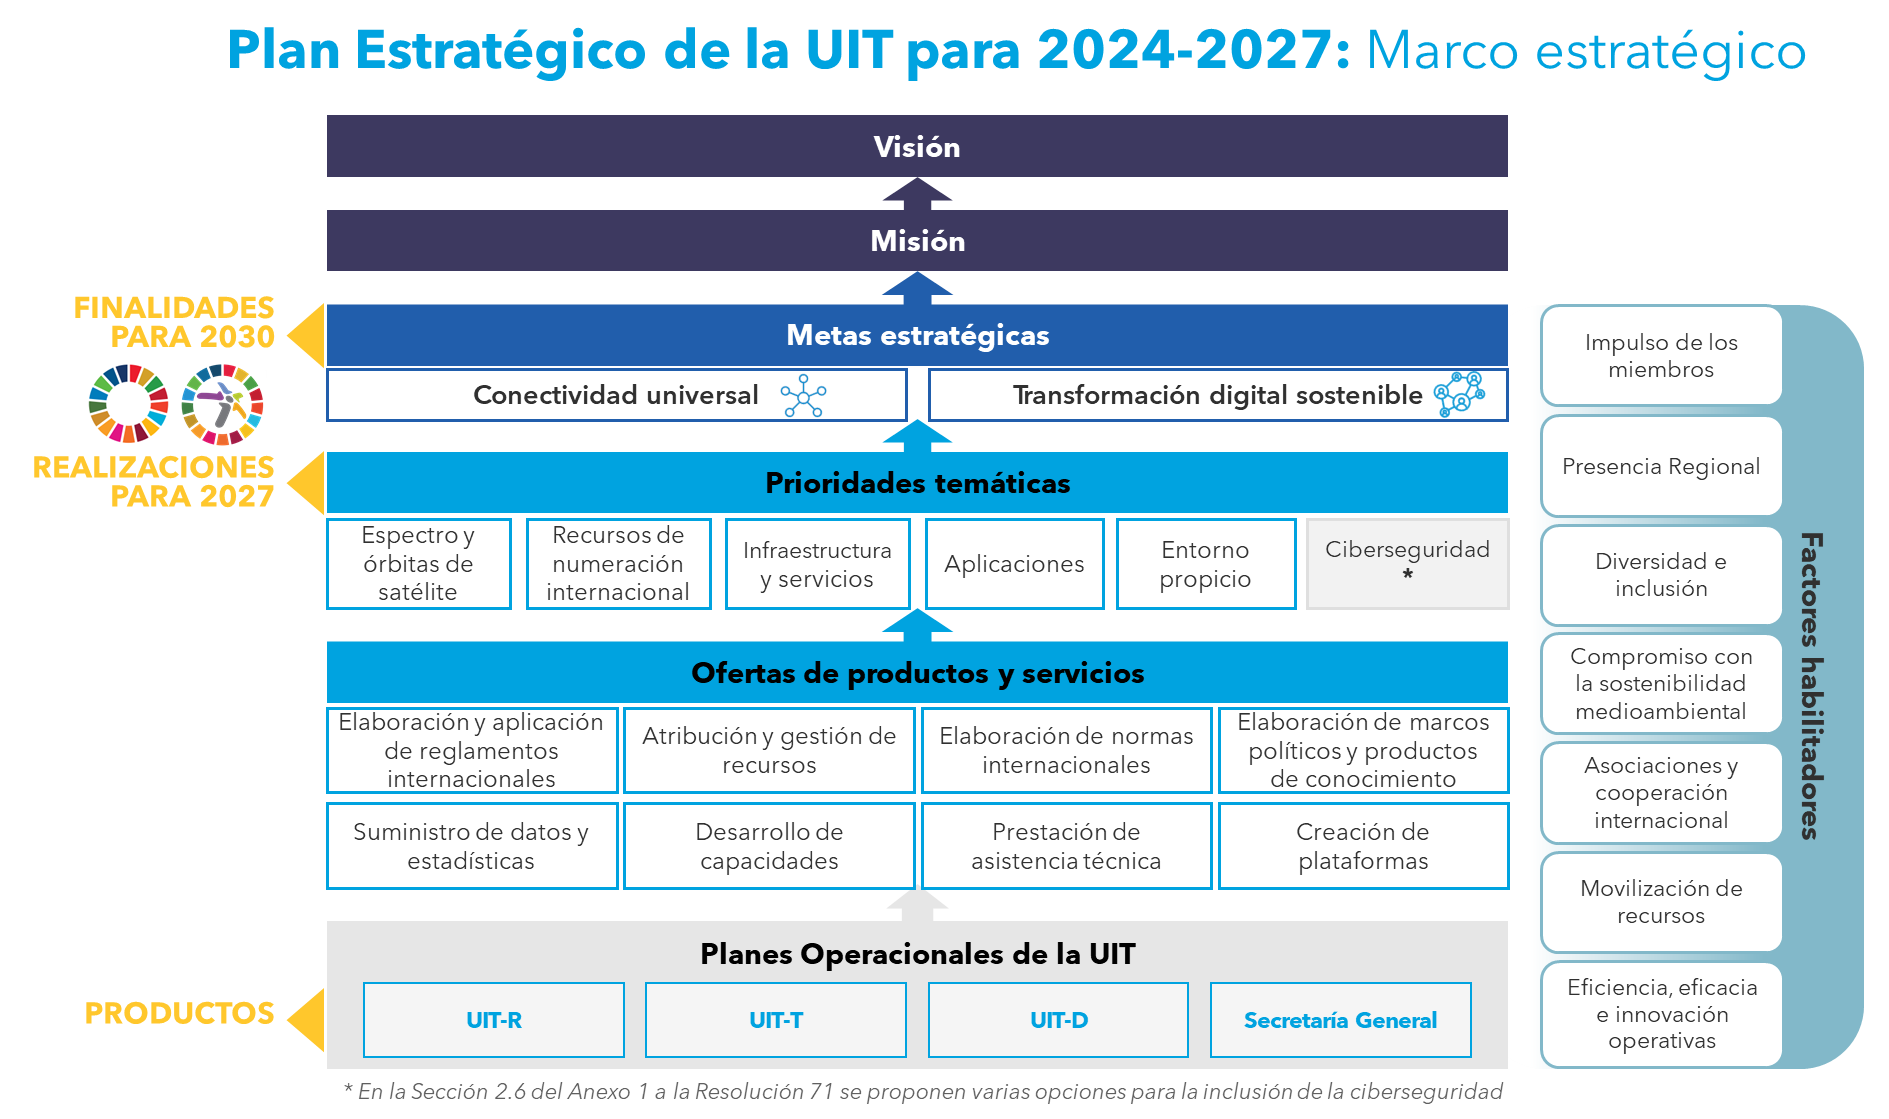 Plan Estratégico de la UIT para 2024-2027: Marco estratégico
Visión
Misión
FINALIDADES
PARA 2030
Metas estratégicas
Conectividad universal
Transformación digital sostenible
REALIZACIONES
PARA 2027
Prioridades temáticas
Espectro y
órbitas de
satélite
Recursos de
numeración
internacional
Infraestructura
y servicios
Aplicaciones
Entorno
propicio
Ciberseguridad
*
Ofertas de productos y servicios
Elaboración y aplicación
de reglamentos
internacionales
Atribución y gestión de
recursos
Elaboración de normas
internacionales
Elaboración de marcos
políticos y productos
de conocimiento
Suministro de datos y
estadísticas
Desarrollo de
capacidades
Prestación de
asistencia técnica
Creación de
plataformas
Planes Operacionales de la UIT
PRODUCTOS
UIT-R
UIT-T
UIT-D
Secretaría General
* En la Sección 2.6 del Anexo 1 a la Resolución 71 se proponen varias opciones para la inclusión de la ciberseguridad
Impulso de los
miembros
Presencia Regional
Diversidad e
inclusión
Compromiso con
la sostenibilidad
medioambiental
Asociaciones y
cooperación
internacional
Movilización de
recursos
Eficiencia, eficacia
e innovación
operativas
Factores habilitadores